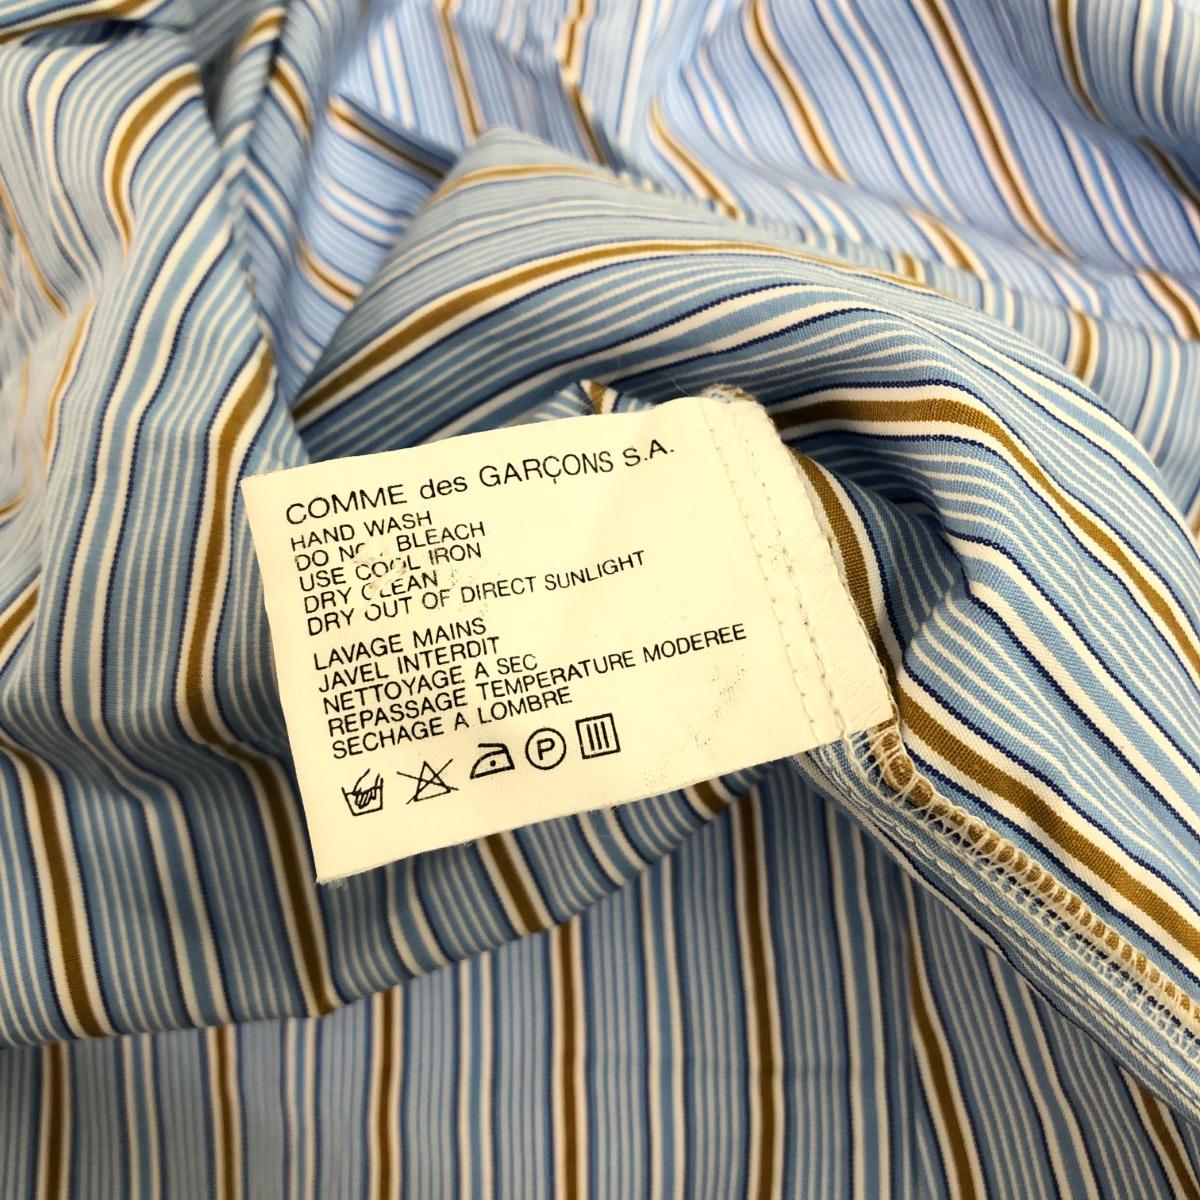 COMME des GARÇONS S.A.
HAND WASH
DO NOT BLEACH
USE COOL IRON
DRY CLEAN
DRY OUT OF DIRECT SUNLIGHT
LAVAGE MAINS
JAVEL INTERDIT
NETTOYAGE A SEC
REPASSAGE TEMPERATURE MODEREE
SECHAGE A LOMBRE
P